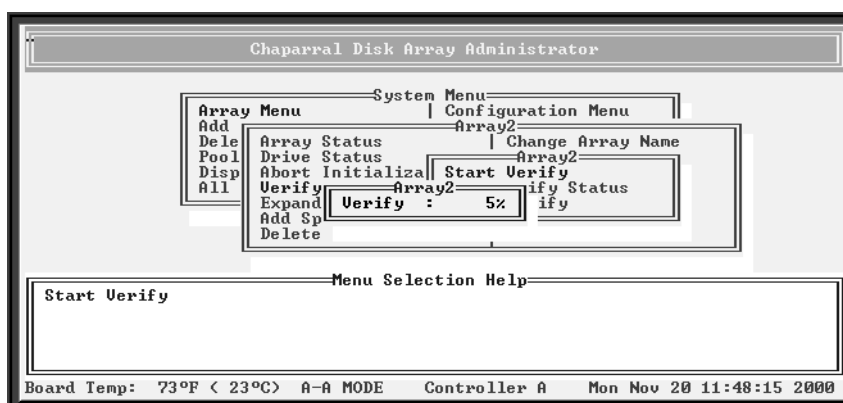 Chaparral Disk Array Administrator
System Menu
Array Menu | Configuration Menu
Add
Array2
Dele Array Status | Change Array Name
Pool Drive Status Array2
Disp Abort Initializa Start Verify
All Verify Array2 ify Status
Expand Verify : 5% ify
Add Sp
Delete
Menu Selection Help
Start Verify
Board Temp: 73°F ( 23°C) A-A MODE Controller A Mon Nov 20 11:48:15 2000